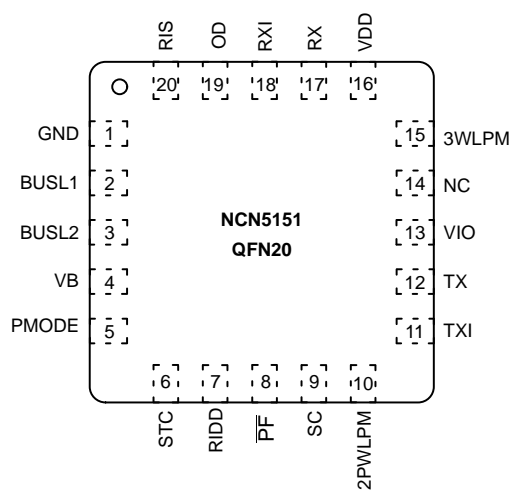 RIS
OD
RXI
RX
VDD
20
19
18
17
16
GND 1
BUSL1 2
BUSL2 3
VB 4
PMODE 5
NCN5151
QFN20
15 3WLPM
14 NC
13 VIO
12 TX
11 TXI
6
7
8
9
10
STC
RIDD
P̅F̅
SC
2PWLPM